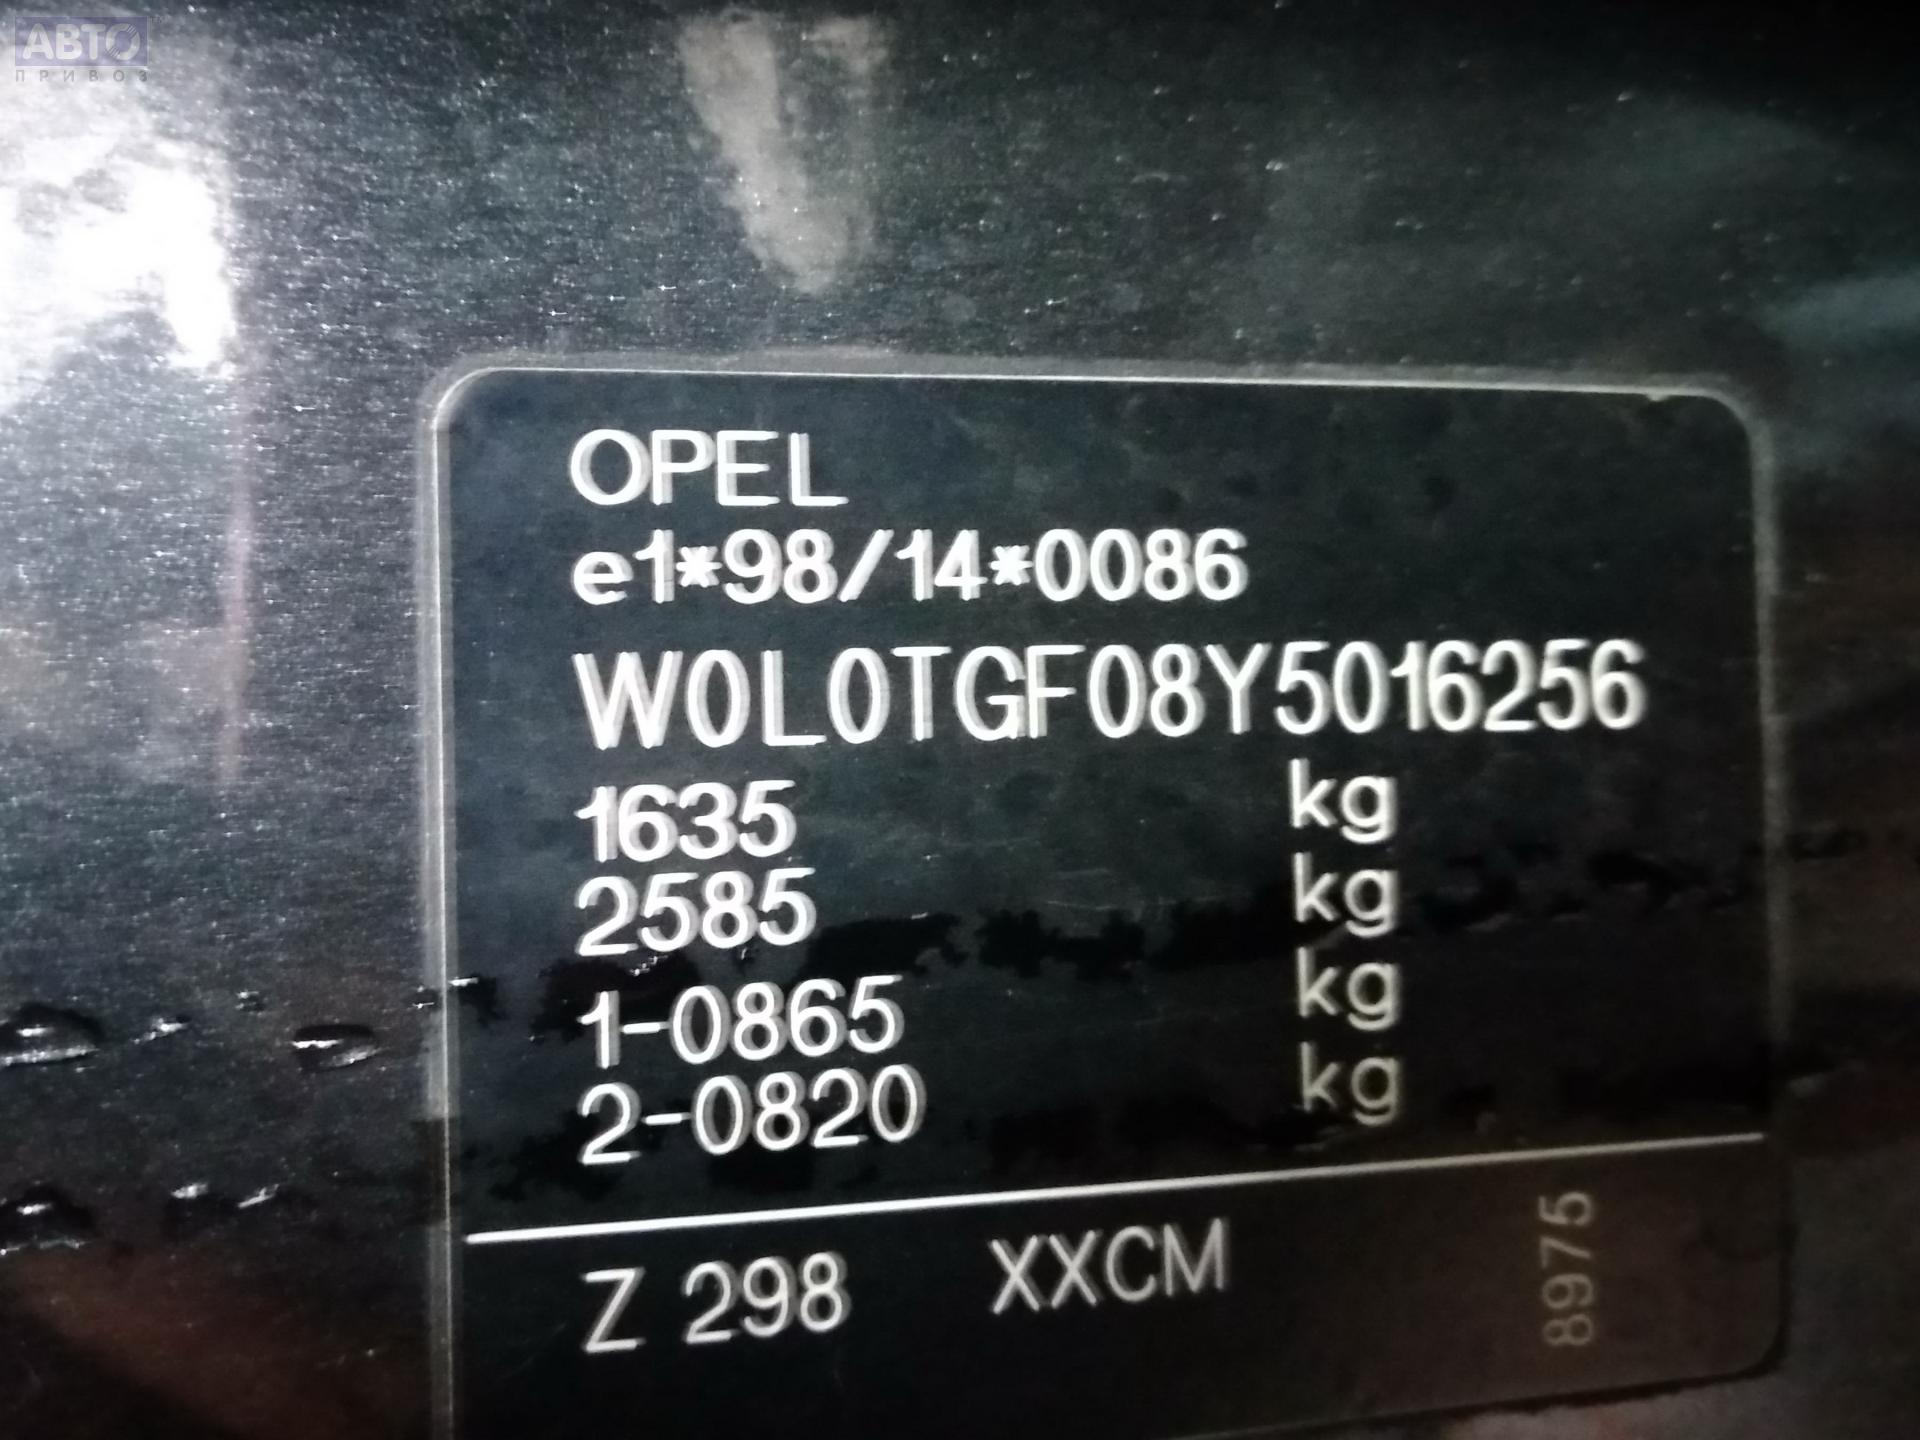 АВТО
ПРИВОЗ
OPEL
e1*98/14*0086
W0L0TGF08Y5016256
1635 kg
2585 kg
1-0865 kg
2-0820 kg
Z 298 XXCM
8975